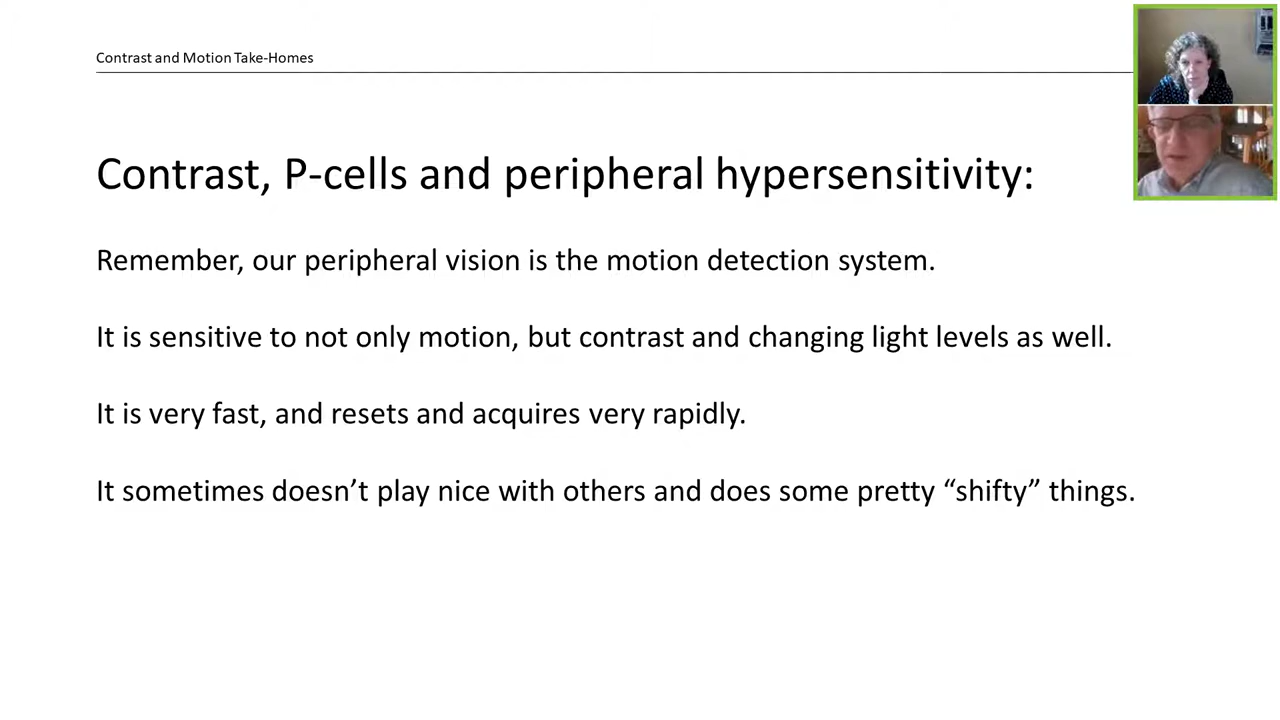 Contrast and Motion Take-Homes
Contrast, P-cells and peripheral hypersensitivity:
Remember, our peripheral vision is the motion detection system.
It is sensitive to not only motion, but contrast and changing light levels as well.
It is very fast, and resets and acquires very rapidly.
It sometimes doesn’t play nice with others and does some pretty “shifty” things.